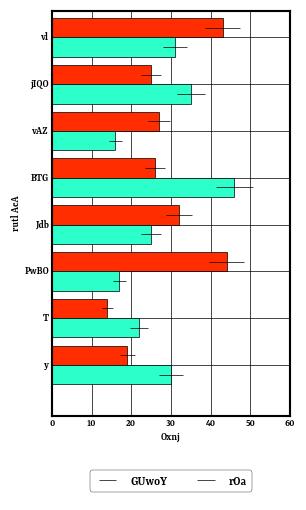 vl
jIQO
vAZ
BTG
Jdb
PwBO
T
y
rutl AcA
0 10 20 30 40 50 60
Oxnj
GUwoY rOa